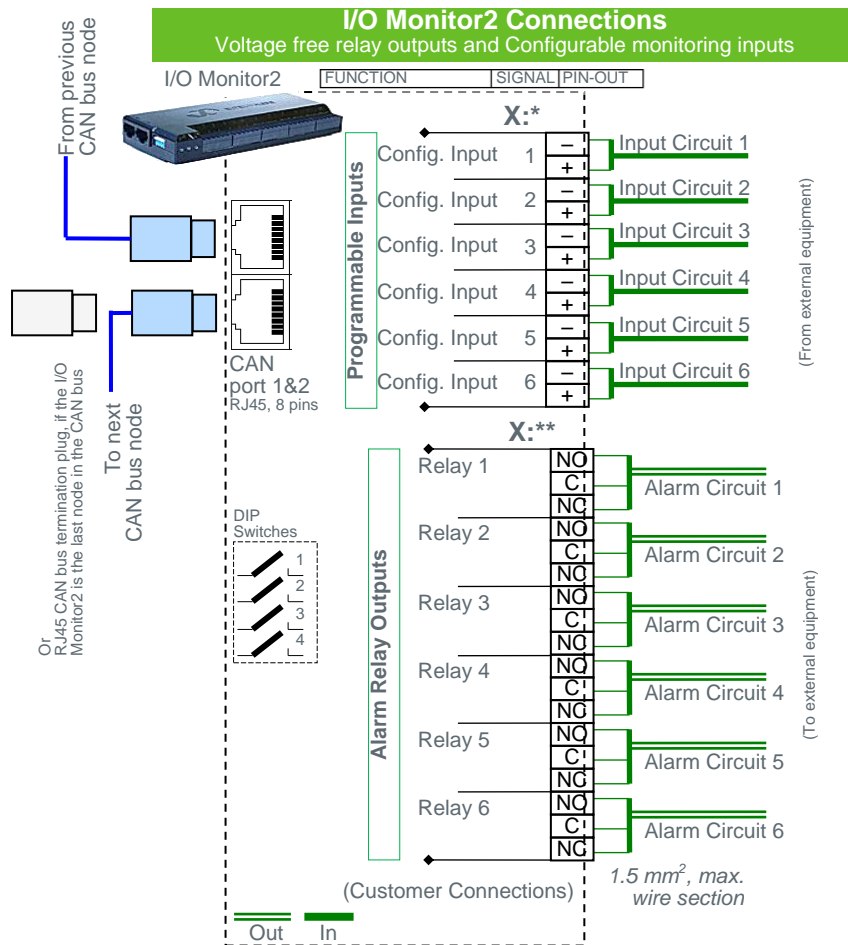 I/O Monitor2 Connections
Voltage free relay outputs and Configurable monitoring inputs
I/O Monitor2
FUNCTION
SIGNAL
PIN-OUT
From previous
CAN bus node
X:*
Programmable Inputs
Config. Input 1 – +
Input Circuit 1
Config. Input 2 – +
Input Circuit 2
Config. Input 3 – +
Input Circuit 3
Config. Input 4 – +
Input Circuit 4
Config. Input 5 – +
Input Circuit 5
Config. Input 6 – +
Input Circuit 6
(From external equipment)
CAN
port 1&2
RJ45, 8 pins
To next
CAN bus node
Or
RJ45 CAN bus termination plug, if the I/O
Monitor2 is the last node in the CAN bus
DIP
Switches
1
2
3
4
X:**
Alarm Relay Outputs
Relay 1
NO
C
NC
Alarm Circuit 1
Relay 2
NO
C
NC
Alarm Circuit 2
Relay 3
NO
C
NC
Alarm Circuit 3
Relay 4
NO
C
NC
Alarm Circuit 4
Relay 5
NO
C
NC
Alarm Circuit 5
Relay 6
NO
C
NC
Alarm Circuit 6
(To external equipment)
(Customer Connections)
1.5 mm², max.
wire section
Out
In